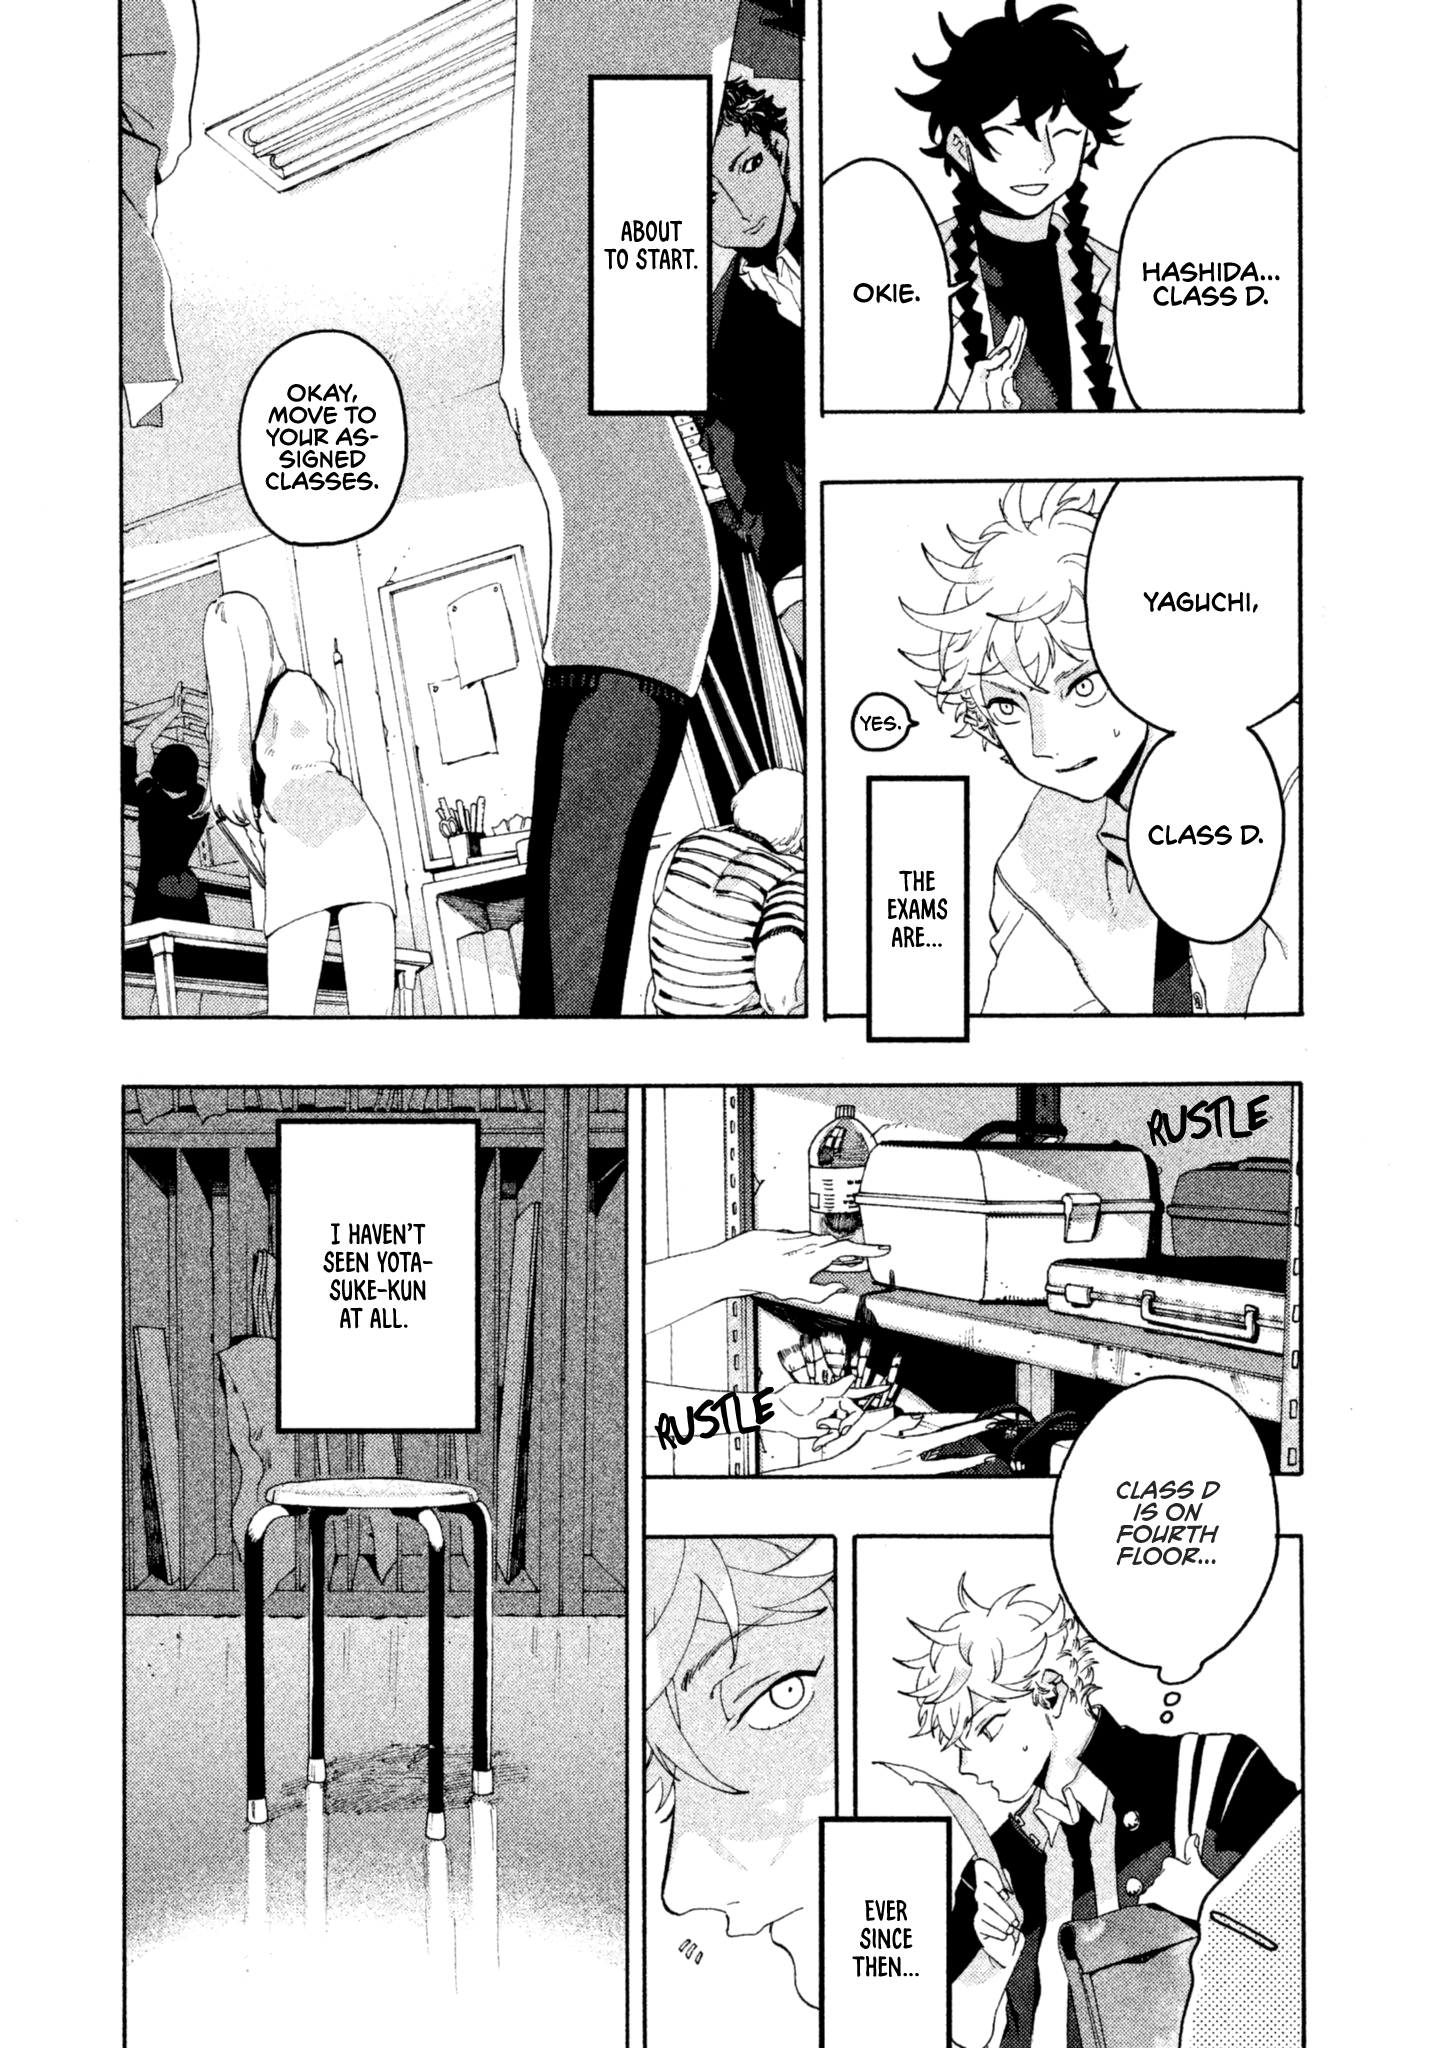 HASHIDA...
CLASS D.
OKIE.
YAGUCHI,
CLASS D.
YES.
THE
EXAMS
ARE...
ABOUT
TO START.
OKAY,
MOVE TO
YOUR AS-
SIGNED
CLASSES.
RUSTLE
RUSTLE
CLASS D
IS ON
FOURTH
FLOOR...
EVER
SINCE
THEN...
I HAVEN'T
SEEN YOTA-
SUKE-KUN
AT ALL.